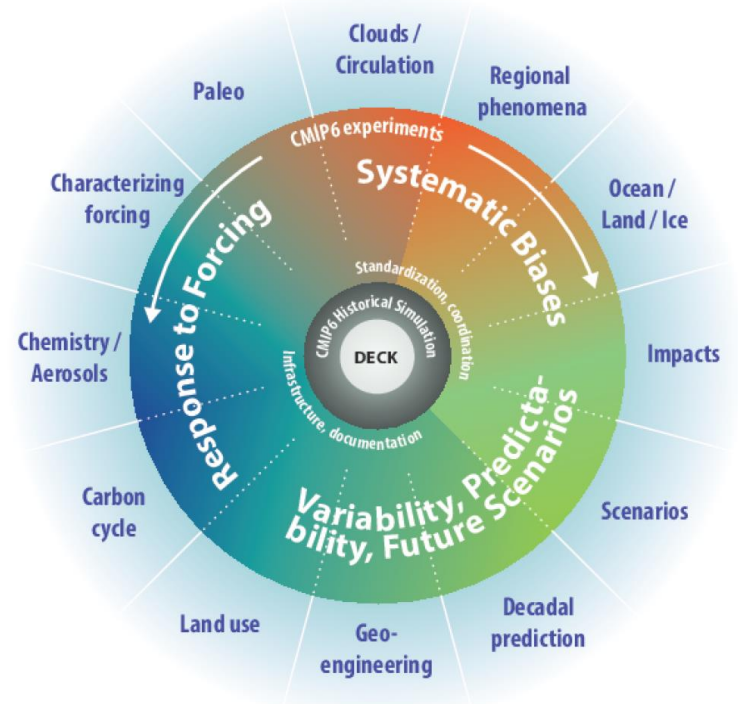 Clouds /
Circulation
Regional
phenomena
Ocean /
Land / Ice
Impacts
Scenarios
Decadal
prediction
Geo-
engineering
Land use
Carbon
cycle
Chemistry /
Aerosols
Characterizing
forcing
Paleo
CMIP6 experiments
Systematic Biases
Response to Forcing
Variability, Predicta-
bility, Future Scenarios
Standardization, coordination
Infrastructure, documentation
CMIP6 Historical Simulation
DECK